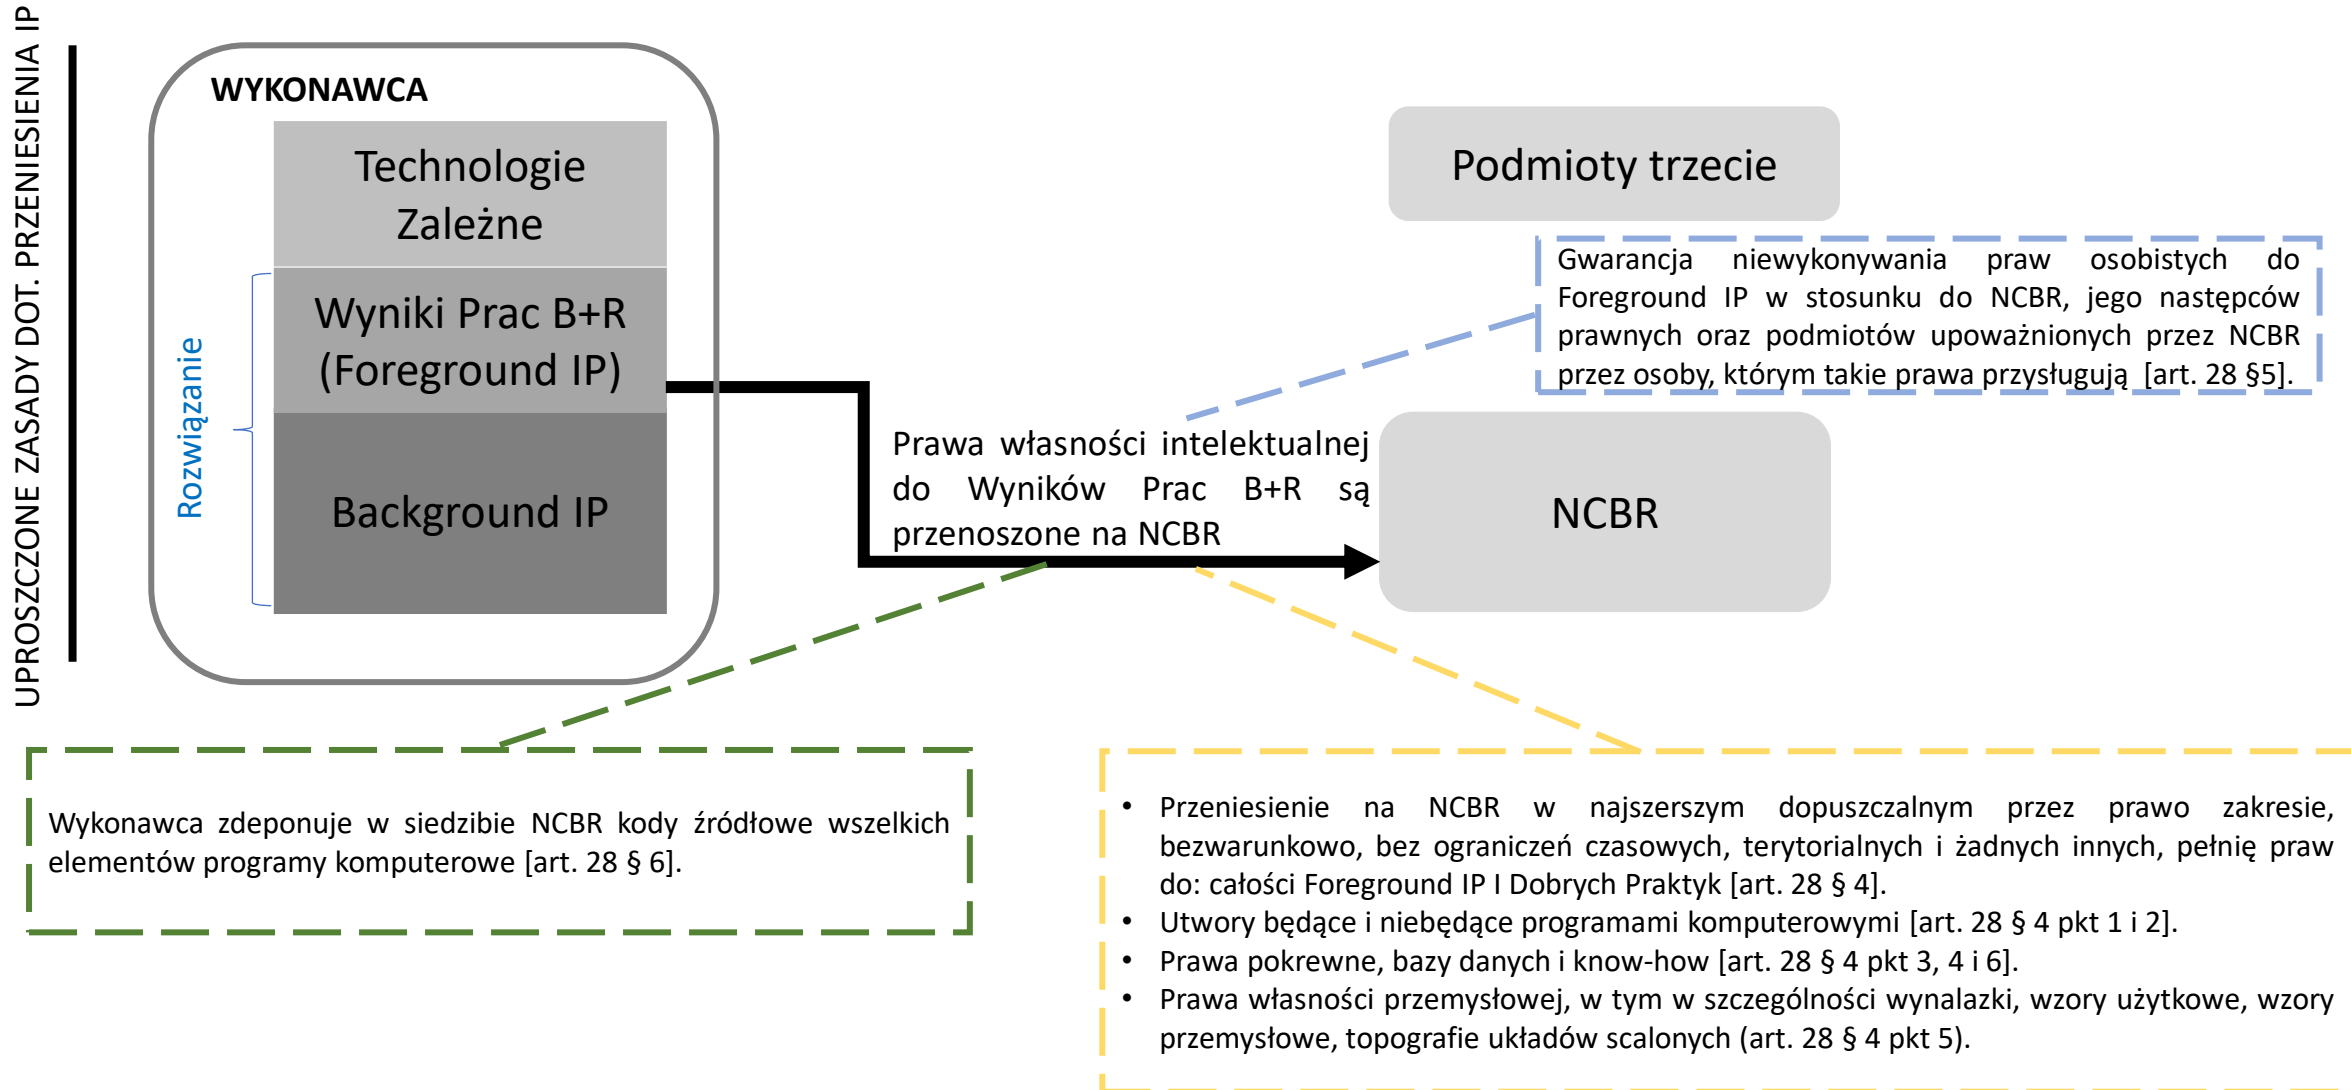 UPROSZCZONE ZASADY DOT. PRZENIESIENIA IP
WYKONAWCA
Technologie
Zależne
Wyniki Prac B+R
(Foreground IP)
Background IP
Rozwiązanie
Podmioty trzecie
Gwarancja niewykonywania praw osobistych do
Foreground IP w stosunku do NCBR, jego następców
prawnych oraz podmiotów upoważnionych przez NCBR
przez osoby, którym takie prawa przysługują [art. 28 §5].
Prawa własności intelektualnej
do Wyników Prac B+R są
przenoszone na NCBR
NCBR
Wykonawca zdeponuje w siedzibie NCBR kody źródłowe wszelkich
elementów programy komputerowe [art. 28 § 6].
• Przeniesienie na NCBR w najszerszym dopuszczalnym przez prawo zakresie,
bezwarunkowo, bez ograniczeń czasowych, terytorialnych i żadnych innych, pełnię praw
do: całości Foreground IP I Dobrych Praktyk [art. 28 § 4].
• Utwory będące i niebędące programami komputerowymi [art. 28 § 4 pkt 1 i 2].
• Prawa pokrewne, bazy danych i know-how [art. 28 § 4 pkt 3, 4 i 6].
• Prawa własności przemysłowej, w tym w szczególności wynalazki, wzory użytkowe, wzory
przemysłowe, topografie układów scalonych (art. 28 § 4 pkt 5).